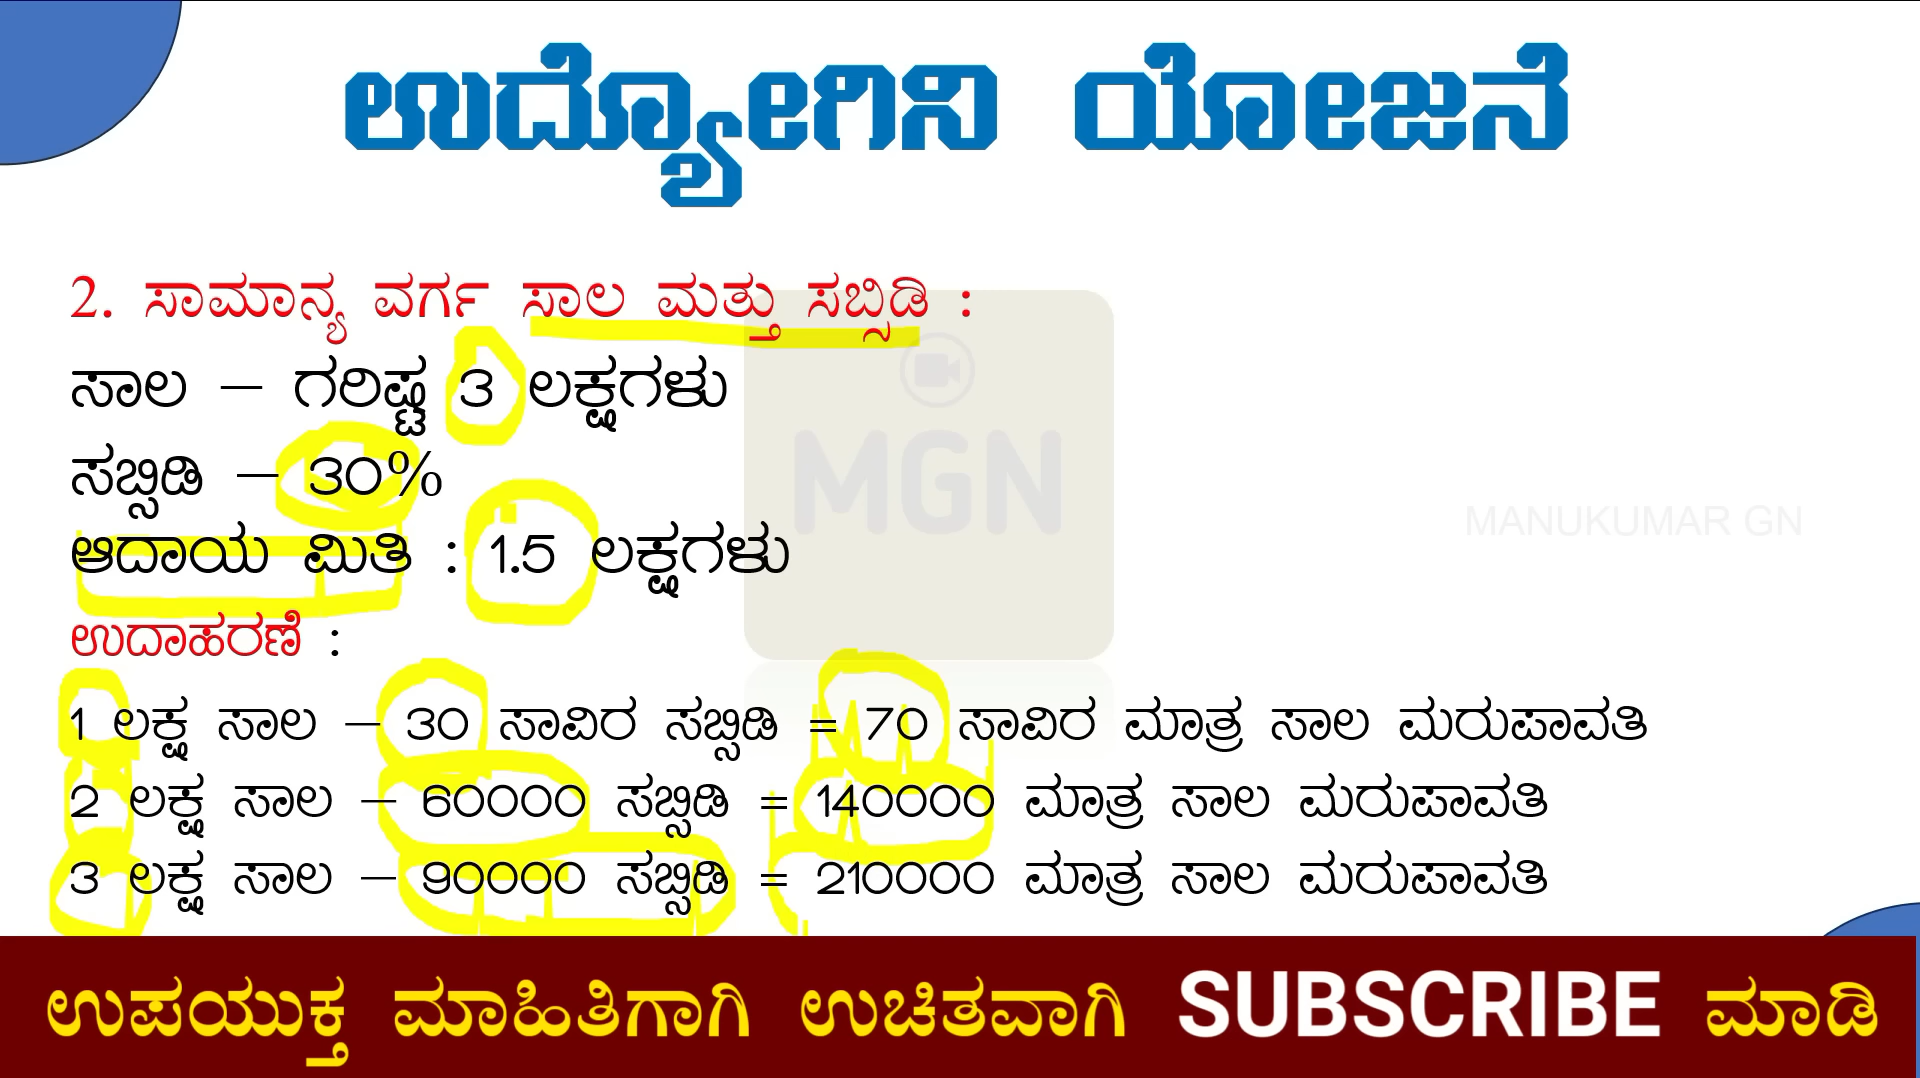 ಉದ್ಯೋಗಿನಿ ಯೋಜನೆ
2. ಸಾಮಾನ್ಯ ವರ್ಗ ಸಾಲ ಮತ್ತು ಸಬ್ಸಿಡಿ :
ಸಾಲ – ಗರಿಷ್ಟ 3 ಲಕ್ಷಗಳು
ಸಬ್ಸಿಡಿ – 30%
ಆದಾಯ ಮಿತಿ : 1.5 ಲಕ್ಷಗಳು
MGN
MANUKUMAR GN
ಉದಾಹರಣೆ :
1 ಲಕ್ಷ ಸಾಲ – 30 ಸಾವಿರ ಸಬ್ಸಿಡಿ = 70 ಸಾವಿರ ಮಾತ್ರ ಸಾಲ ಮರುಪಾವತಿ
2 ಲಕ್ಷ ಸಾಲ – 60000 ಸಬ್ಸಿಡಿ = 140000 ಮಾತ್ರ ಸಾಲ ಮರುಪಾವತಿ
3 ಲಕ್ಷ ಸಾಲ – 90000 ಸಬ್ಸಿಡಿ = 210000 ಮಾತ್ರ ಸಾಲ ಮರುಪಾವತಿ
ಉಪಯುಕ್ತ ಮಾಹಿತಿಗಾಗಿ ಉಚಿತವಾಗಿ SUBSCRIBE ಮಾಡಿ